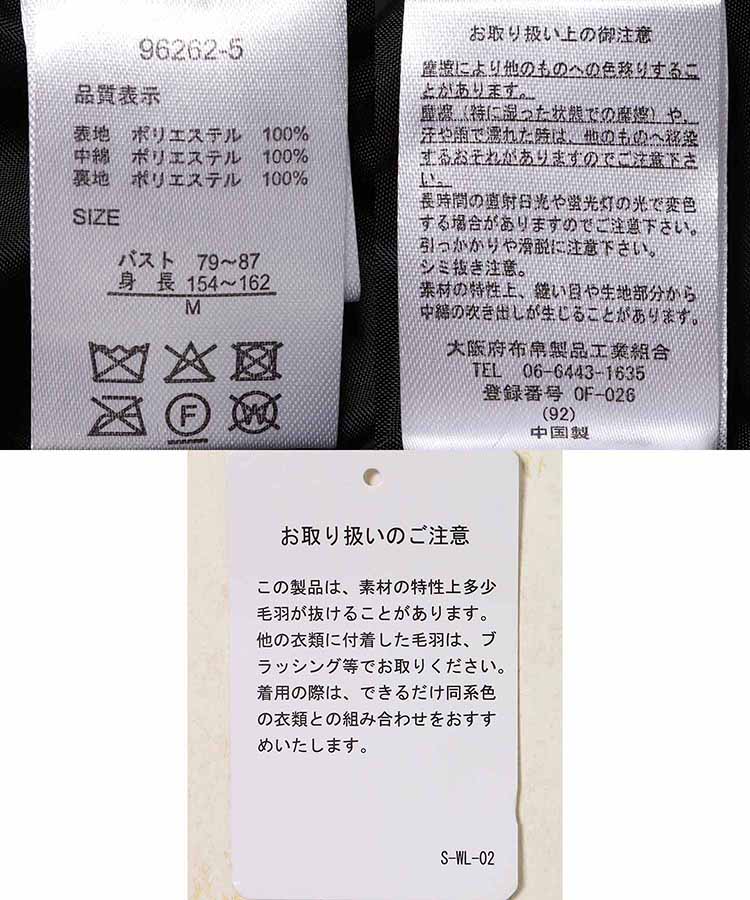 96262-5
品質表示
表地 ポリエステル 100%
中綿 ポリエステル 100%
裏地 ポリエステル 100%
SIZE
バスト 79〜87
身長 154〜162
M
F
W
お取り扱い上の御注意
摩擦により他のものへの色移りするこ
とがあります。
摩擦（特に湿った状態での摩擦）や、
汗や雨で濡れた時は、他のものへ移染
するおそれがありますのでご注意下さ
い。
長時間の直射日光や蛍光灯の光で変色
する場合がありますのでご注意下さい。
引っかかりや滑脱に注意下さい。
シミ抜き注意。
素材の特性上、縫い目や生地部分から
中綿の吹き出しが生じることがあります。
大阪府布帛製品工業組合
TEL 06-6443-1635
登録番号 OF-026
(92)
中国製
お取り扱いのご注意
この製品は、素材の特性上多少
毛羽が抜けることがあります。
他の衣類に付着した毛羽は、ブ
ラッシング等でお取りください。
着用の際は、できるだけ同系色
の衣類との組み合わせをおすす
めいたします。
S-WL-02